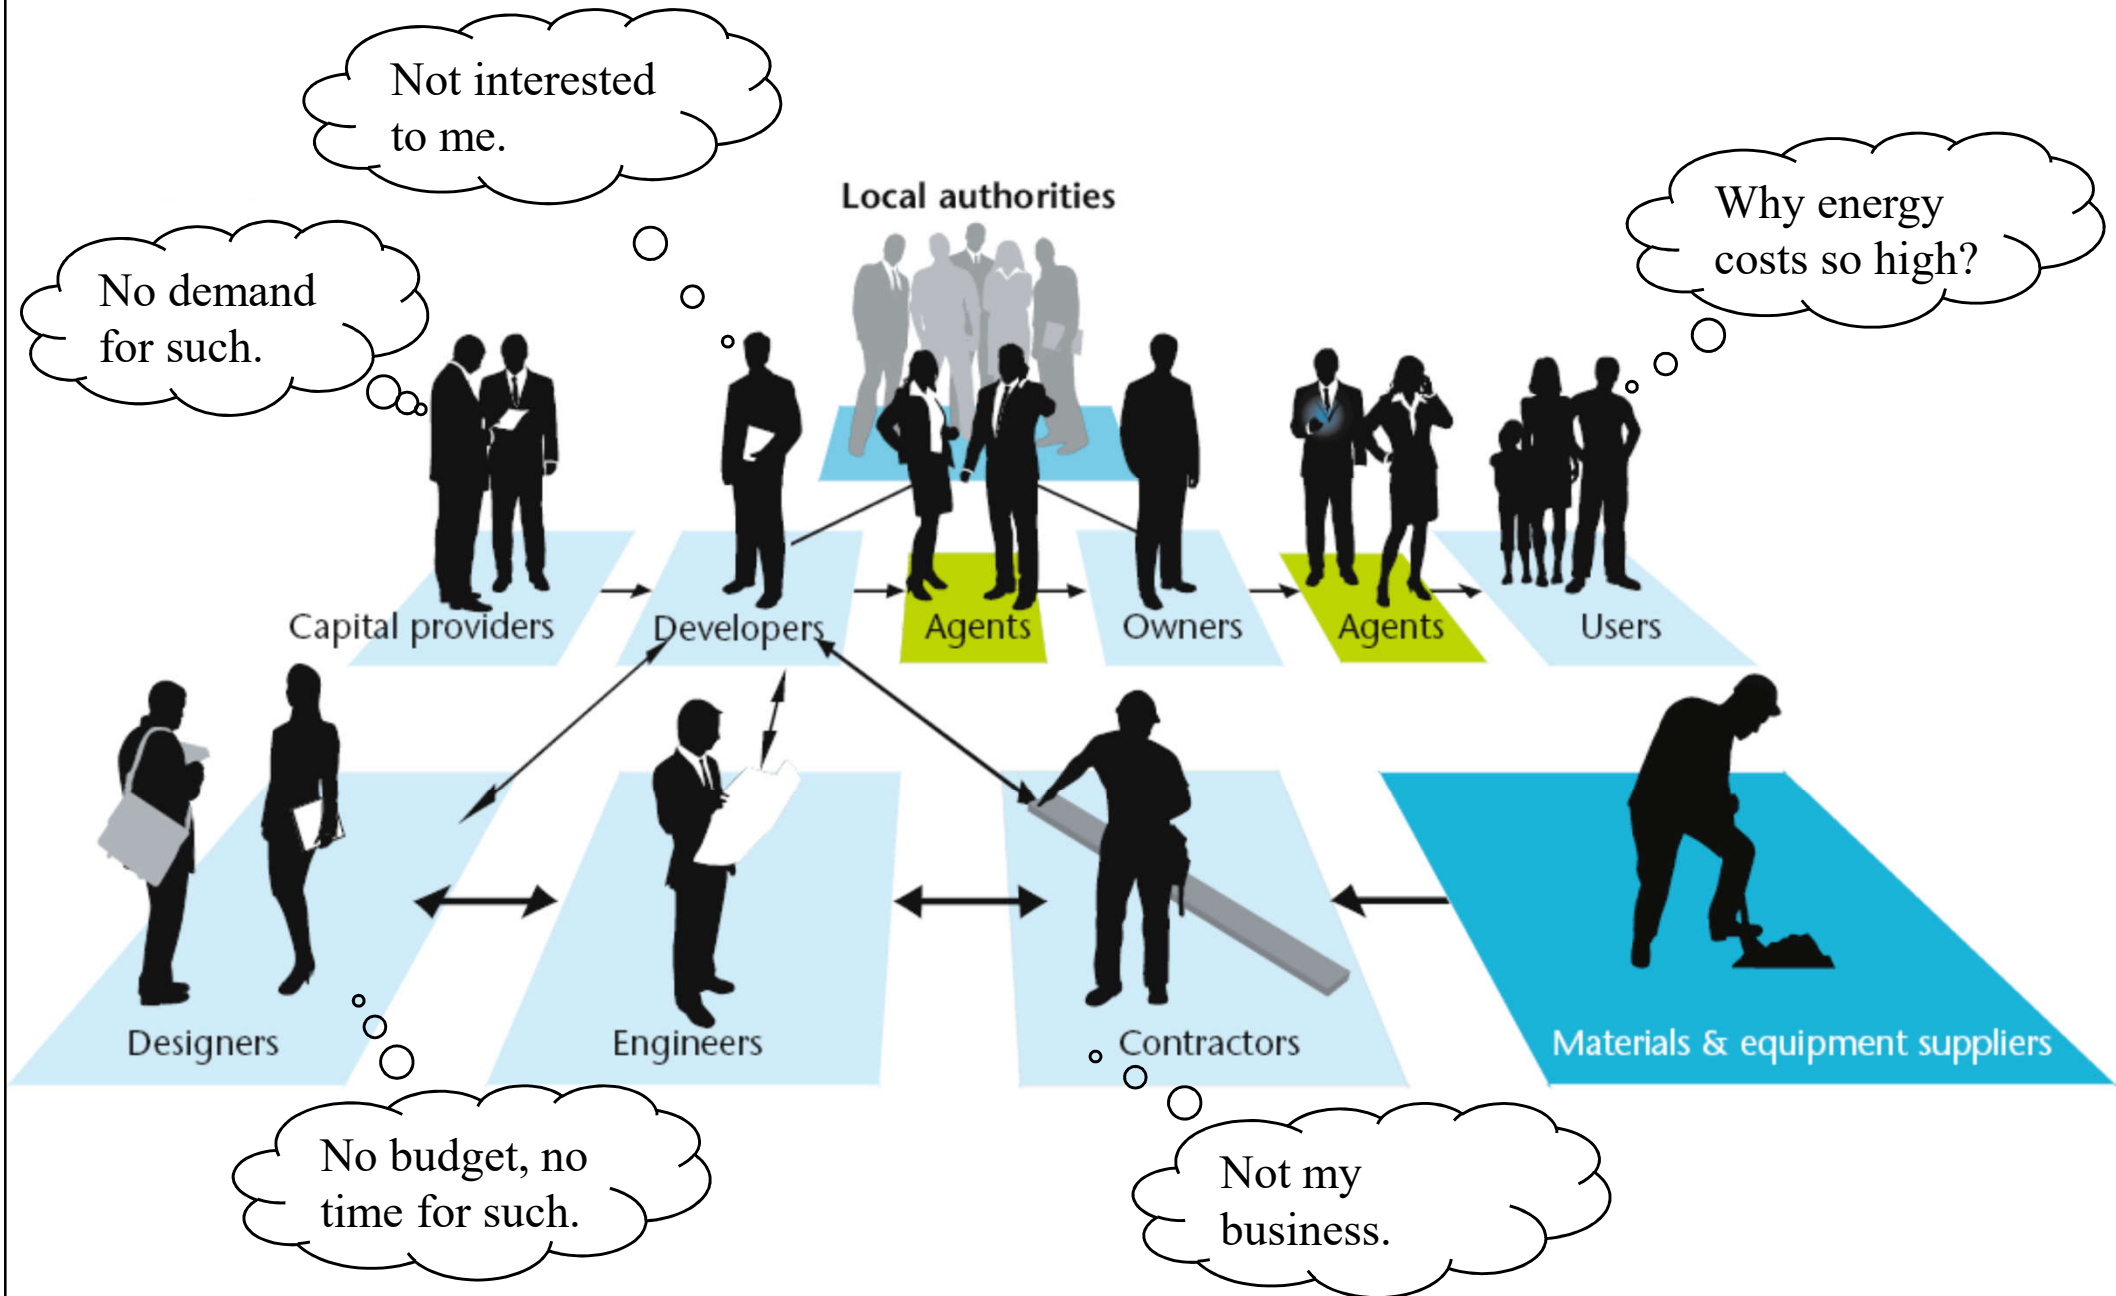 Not interested
to me.
Local authorities
Why energy
costs so high?
No demand
for such.
Capital providers
Developers
Agents
Owners
Agents
Users
Designers
Engineers
Contractors
Materials & equipment suppliers
No budget, no
time for such.
Not my
business.